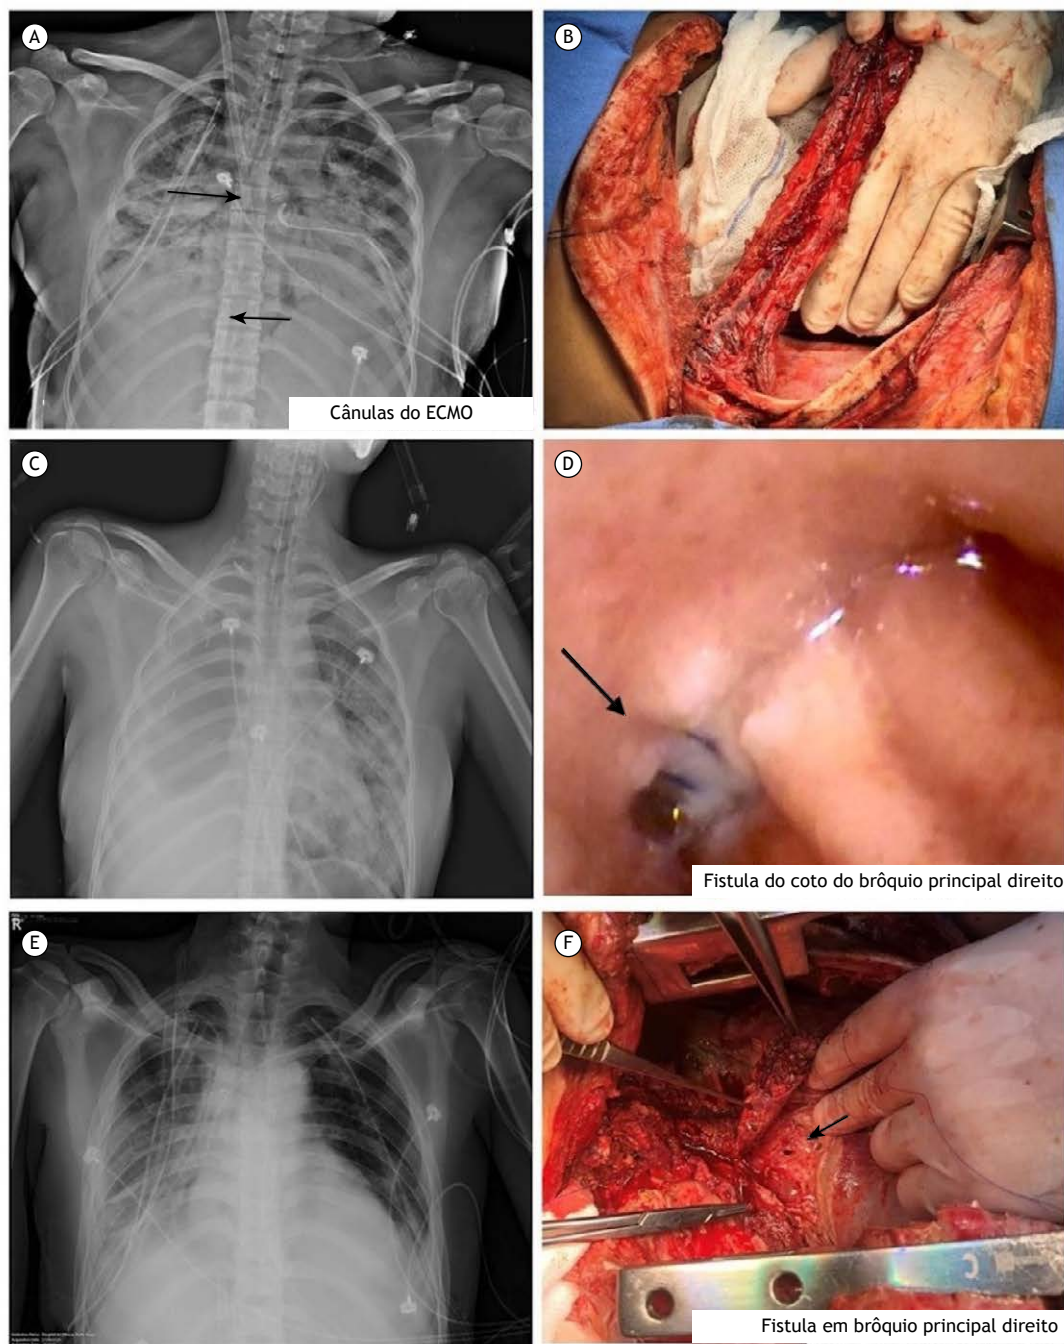 A
B
Cânulas do ECMO
C
D
Fistula do coto do brôquio principal direito
R
E
F
C
Fistula em brôquio principal direito